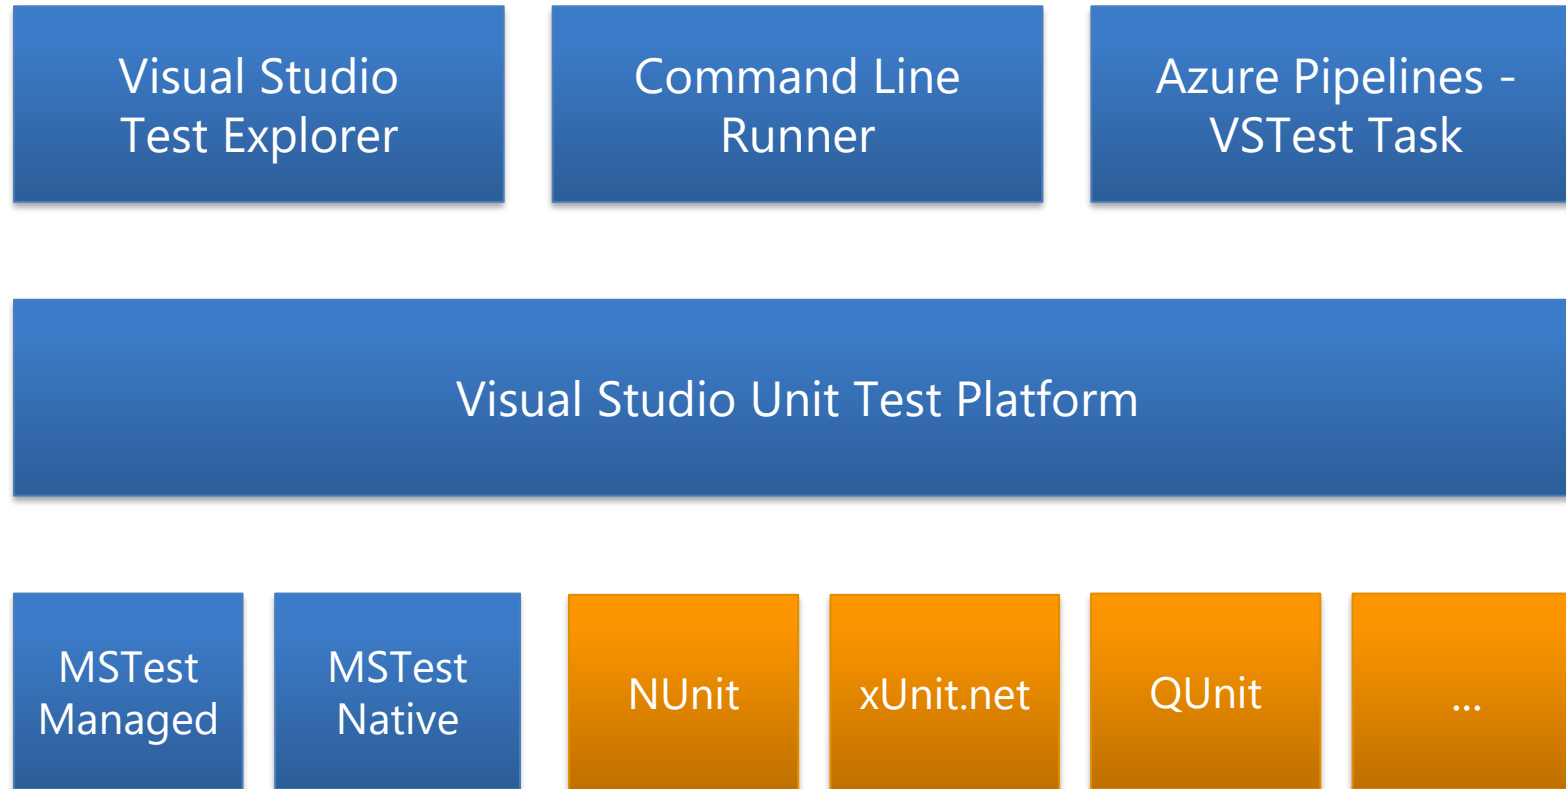 Visual Studio
Test Explorer
Command Line
Runner
Azure Pipelines -
VSTest Task
Visual Studio Unit Test Platform
MSTest
Managed
MSTest
Native
NUnit
xUnit.net
QUnit
...